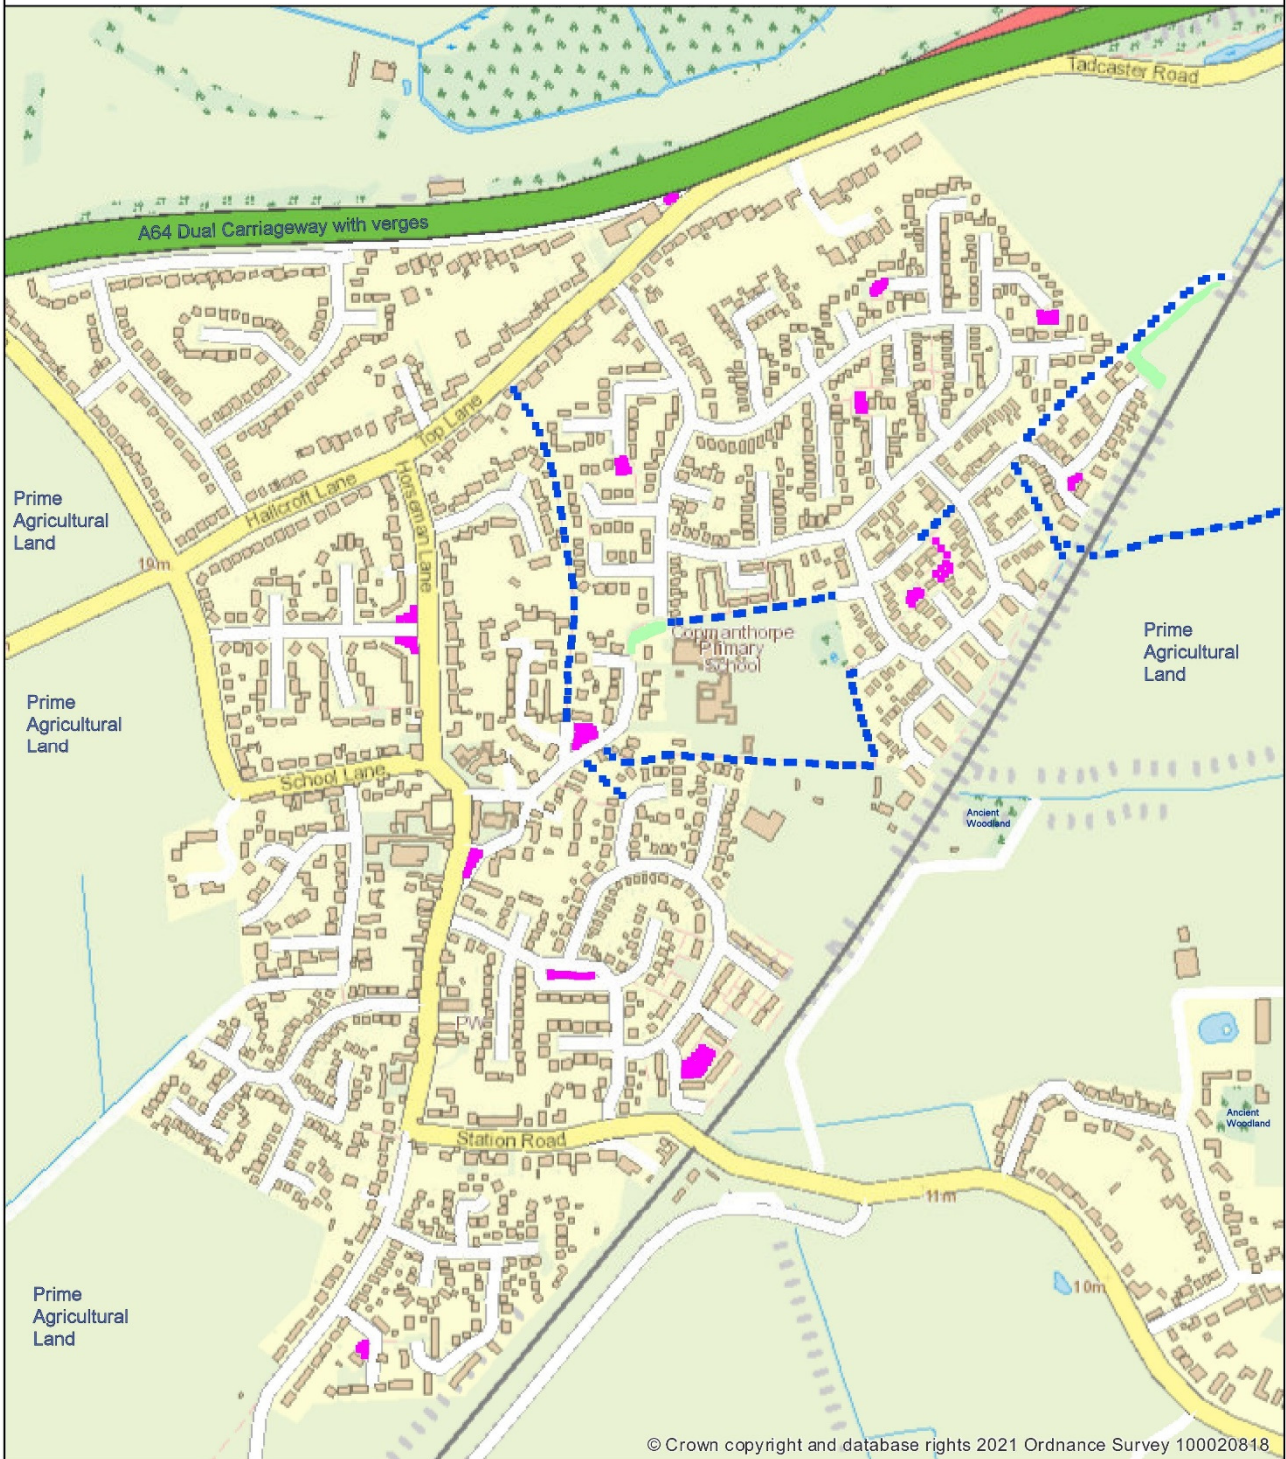 Tadcaster Road
A64 Dual Carriageway with verges
Top Lane
Hallcroft Lane
Horseman Lane
Prime
Agricultural
Land
19m
Copmanthorpe
Primary
School
Prime
Agricultural
Land
Prime
Agricultural
Land
School Lane
Ancient
Woodland
PW
Ancient
Woodland
Station Road
11m
10m
Prime
Agricultural
Land
© Crown copyright and database rights 2021 Ordnance Survey 100020818